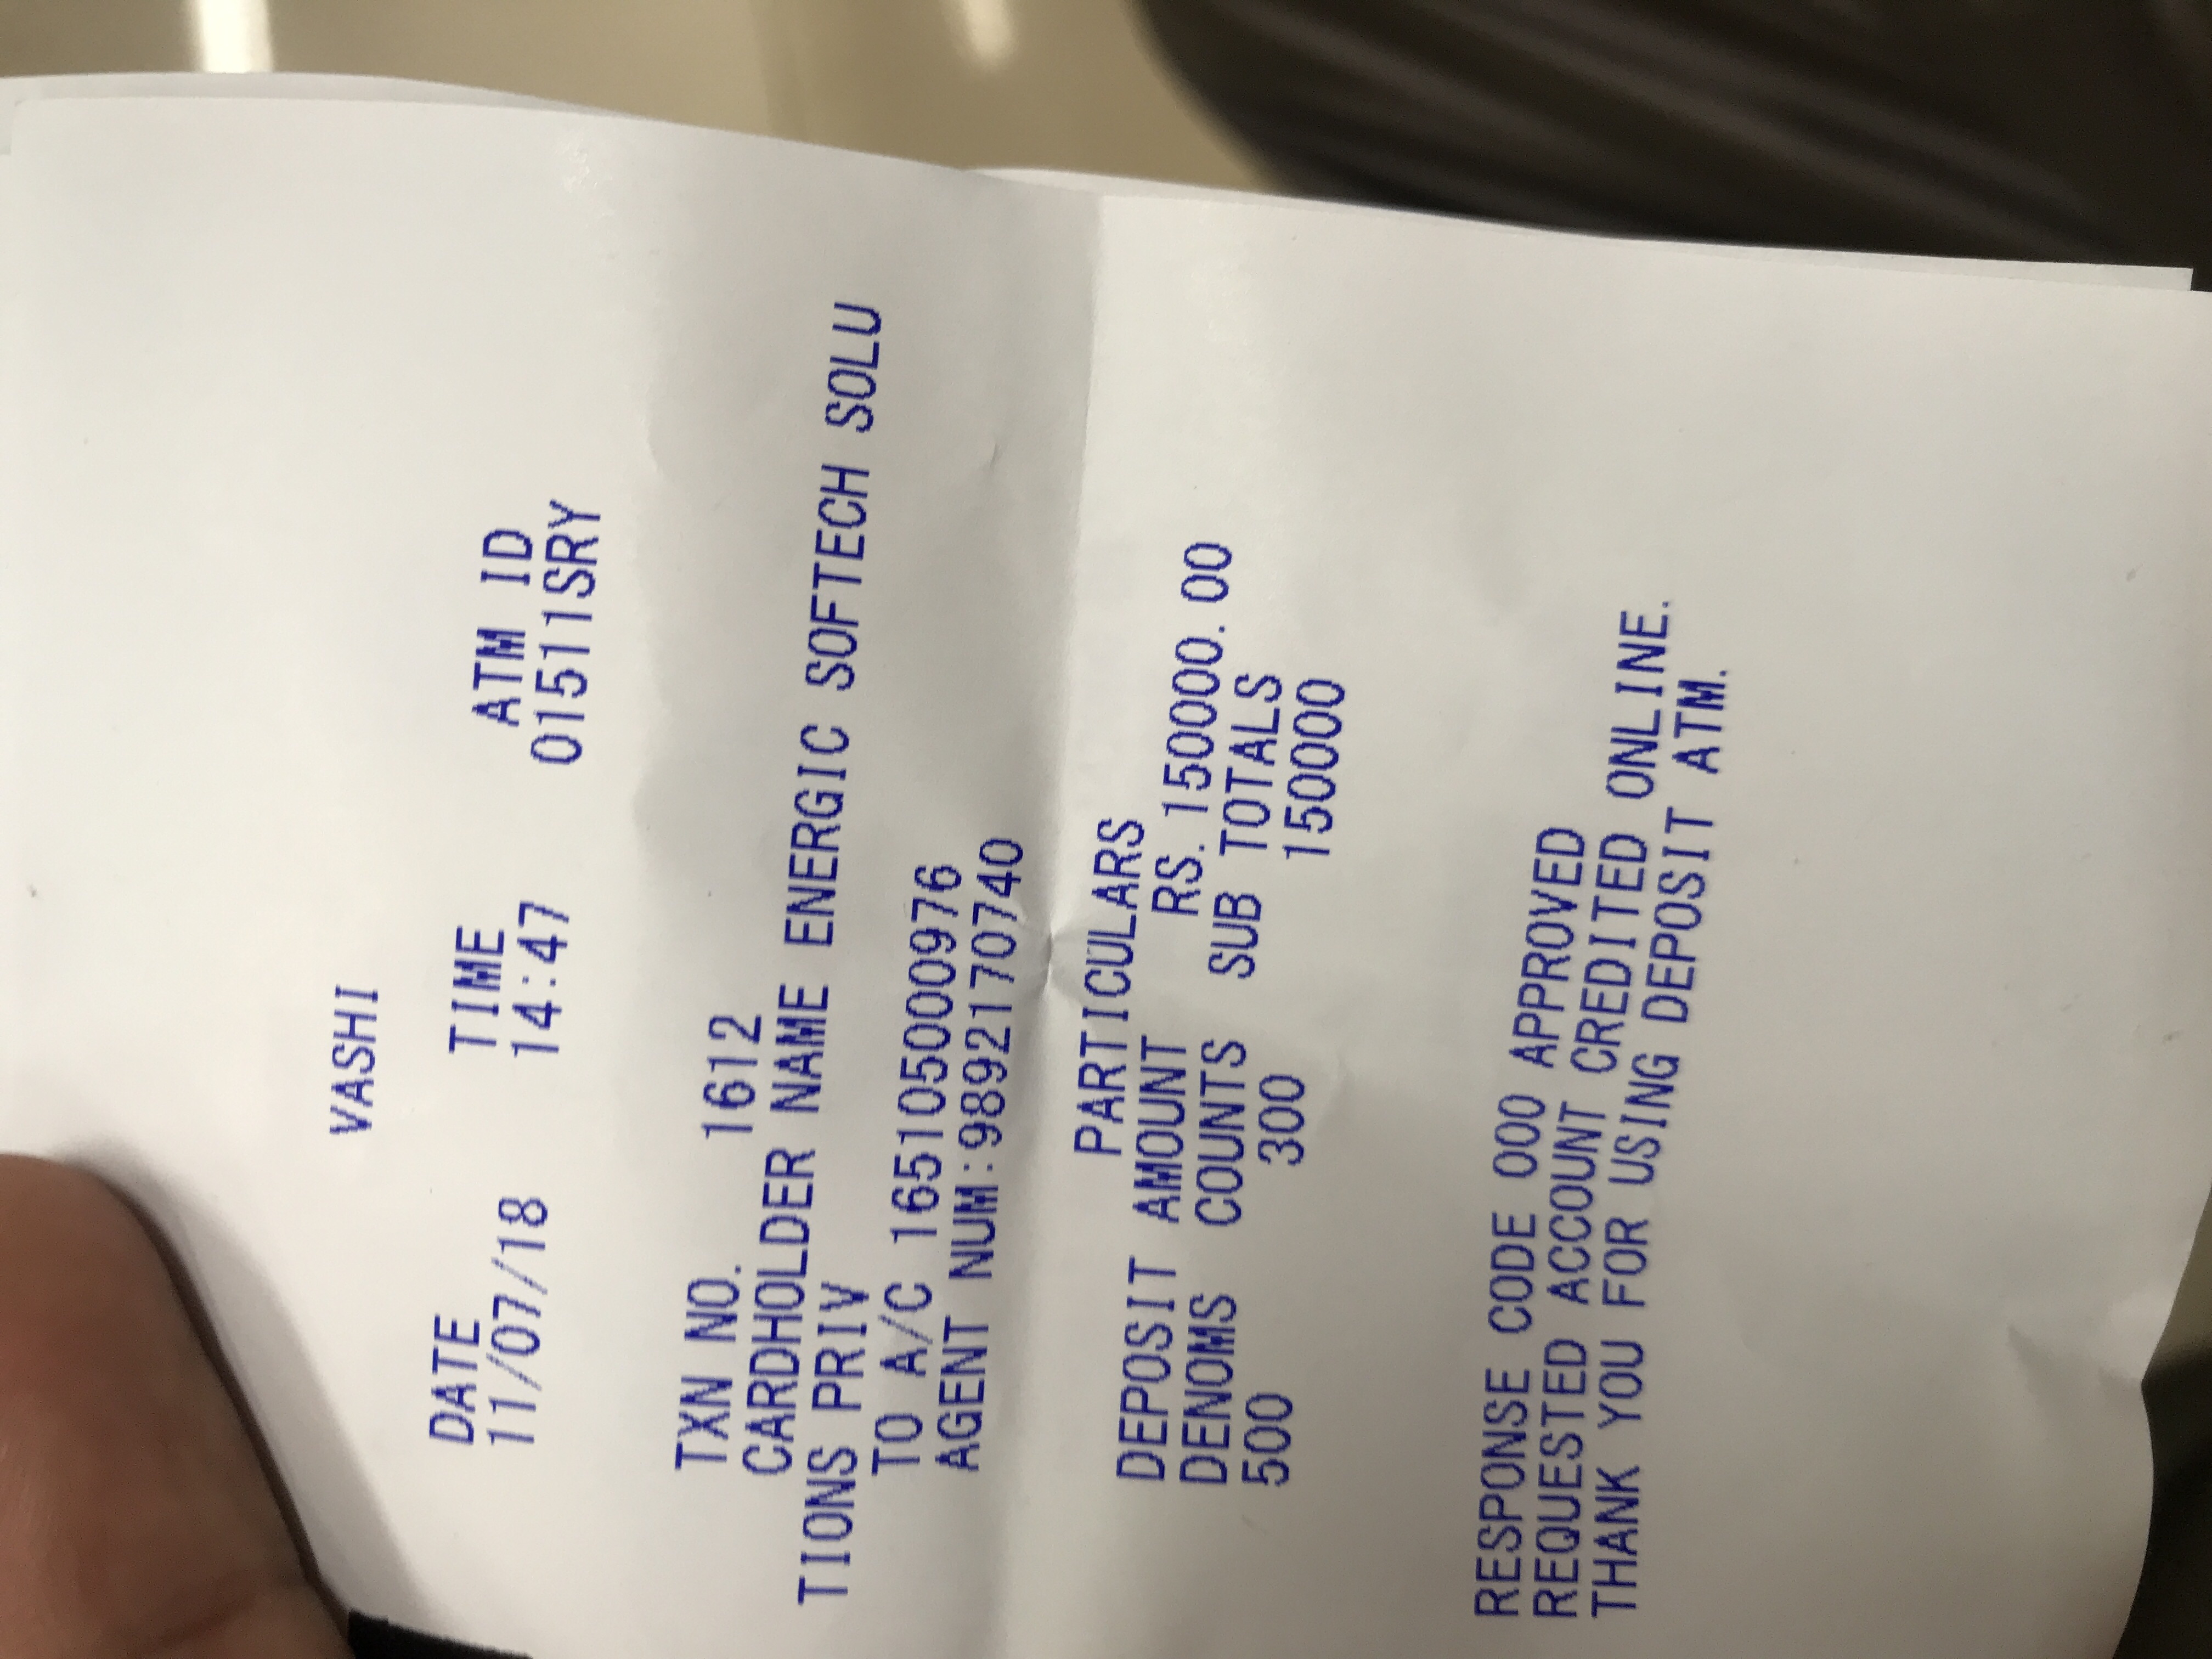 VASHI
DATE TIME ATM ID
11/07/18 14:47 01511SRY
TXN NO. 1612
CARDHOLDER NAME ENERGIC SOFTECH SOLU
TIONS PRIV
TO A/C 165105000976
AGENT NUM:9892170740
PARTICULARS
DEPOSIT AMOUNT RS.150000.00
DENOMS COUNTS SUB TOTALS
500 300 150000
RESPONSE CODE 000 APPROVED
REQUESTED ACCOUNT CREDITED ONLINE.
THANK YOU FOR USING DEPOSIT ATM.